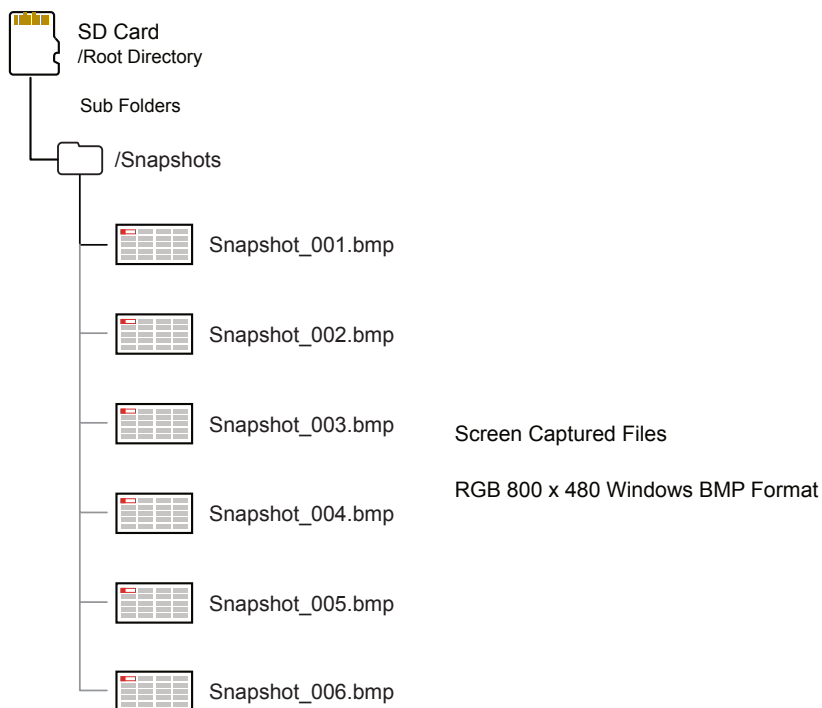 SD Card
/Root Directory
Sub Folders
/Snapshots
Snapshot_001.bmp
Snapshot_002.bmp
Snapshot_003.bmp
Screen Captured Files
RGB 800 x 480 Windows BMP Format
Snapshot_004.bmp
Snapshot_005.bmp
Snapshot_006.bmp